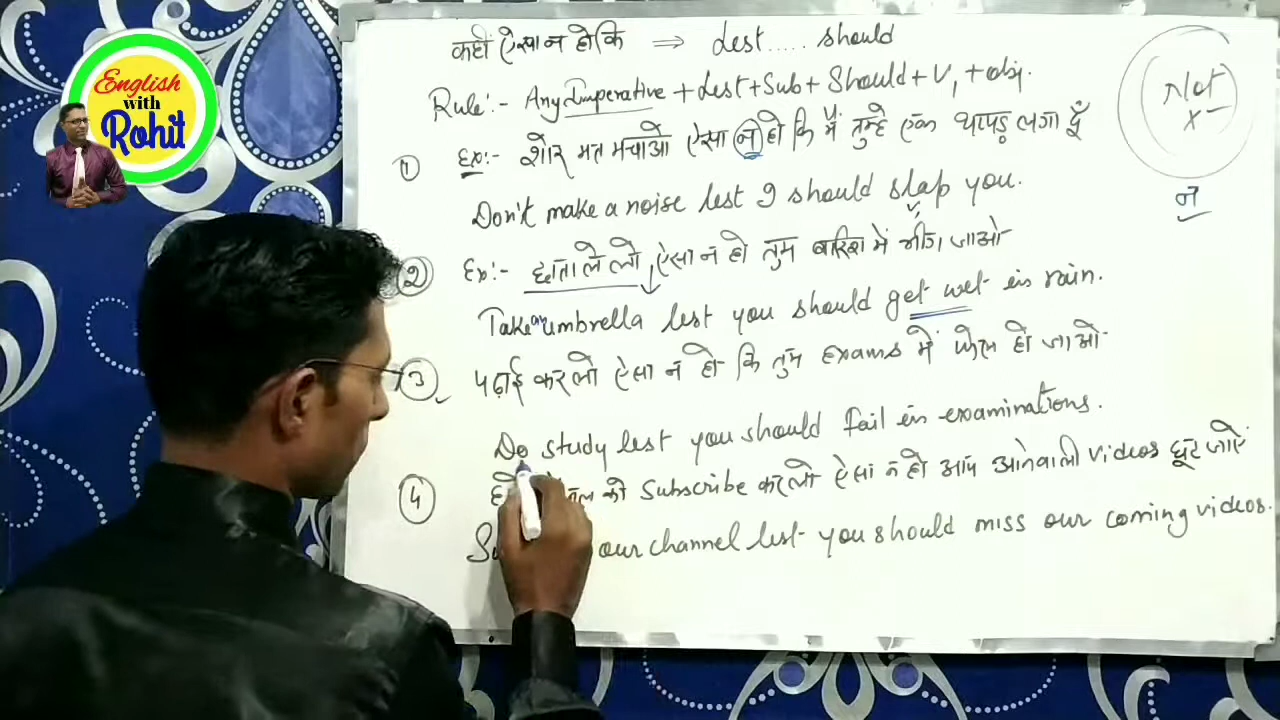 English
with
Rohit
कहीं ऐसा न हो कि ⇒ Lest..... should
Rule:- Any Imperative + Lest + Sub + Should + V1 + obj.
Not
x
न
① Ex:- शोर मत मचाओ ऐसा न हो कि मैं तुम्हे एक थप्पड़ लगा दूँ
Don't make a noise lest I should slap you.
② Ex:- छाता ले लो, ऐसा न हो तुम बारिश में भीग जाओ
Take an umbrella lest you should get wet in rain.
③ पढ़ाई कर लो ऐसा न हो कि तुम exams में फेल हो जाओ
Do study lest you should fail in examinations.
④ को Subscribe कर लो ऐसा न हो आप आनेवाली videos छूट जाएं
our channel lest you should miss our coming videos.